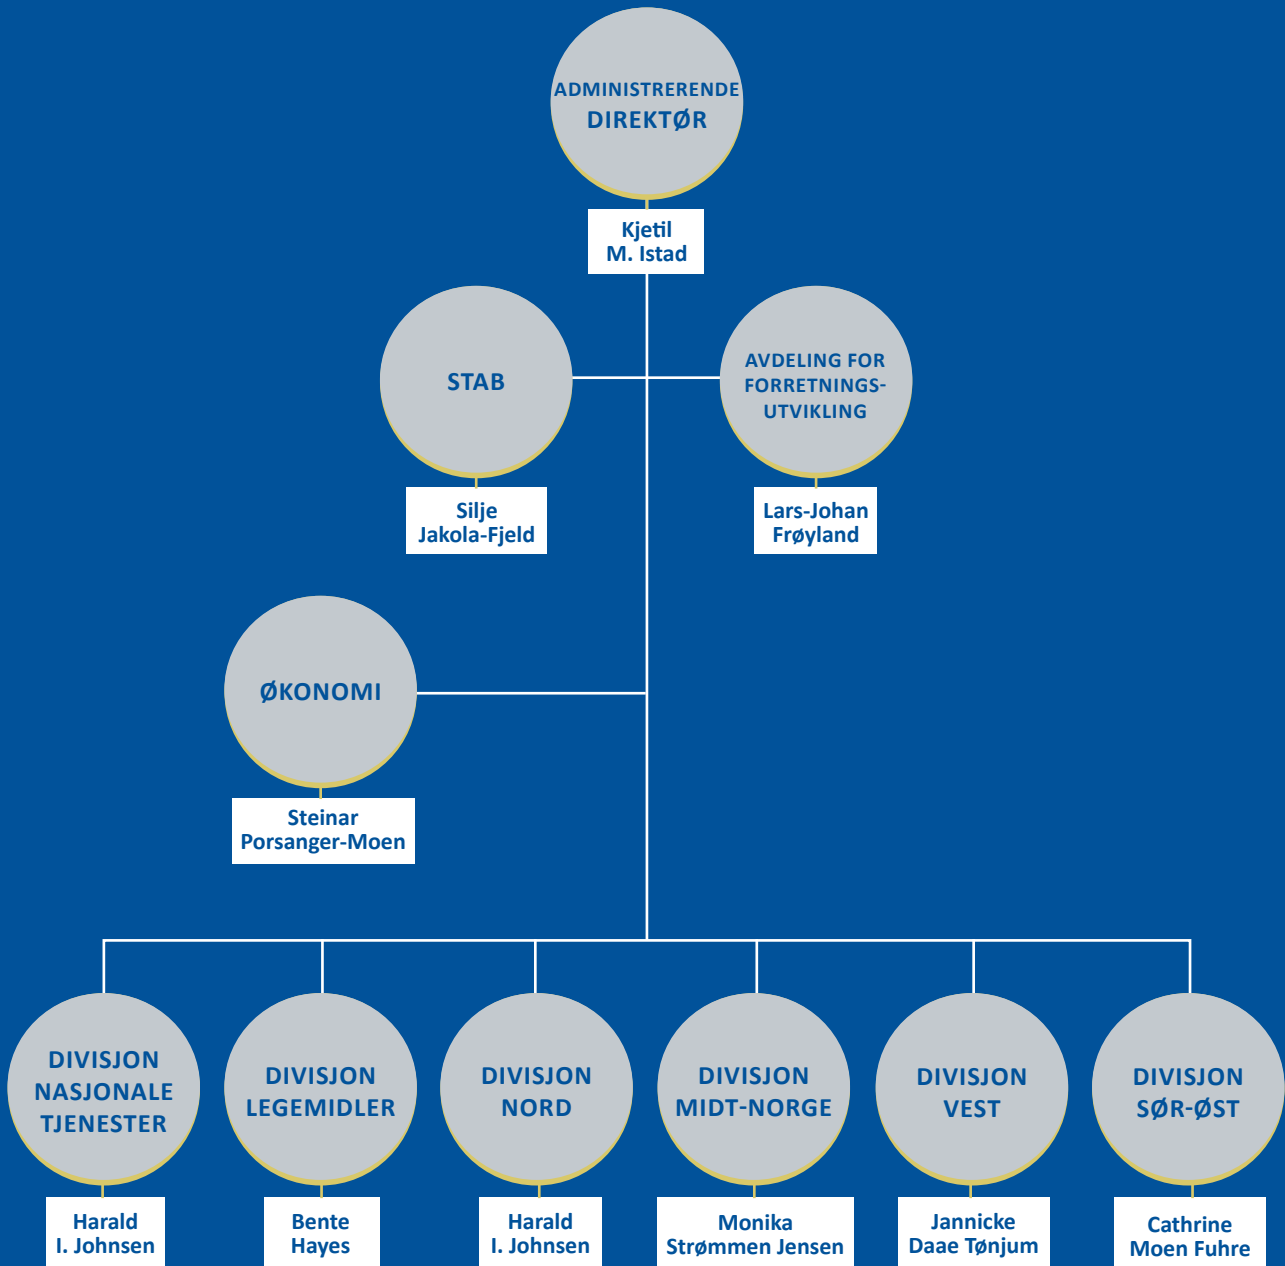 ADMINISTRERENDE
DIREKTØR
Kjetil
M. Istad
STAB
Silje
Jakola-Fjeld
AVDELING FOR
FORRETNINGS-
UTVIKLING
Lars-Johan
Frøyland
ØKONOMI
Steinar
Porsanger-Moen
DIVISJON
NASJONALE
TJENESTER
Harald
I. Johnsen
DIVISJON
LEGEMIDLER
Bente
Hayes
DIVISJON
NORD
Harald
I. Johnsen
DIVISJON
MIDT-NORGE
Monika
Strømmen Jensen
DIVISJON
VEST
Jannicke
Daae Tønjum
DIVISJON
SØR-ØST
Cathrine
Moen Fuhre